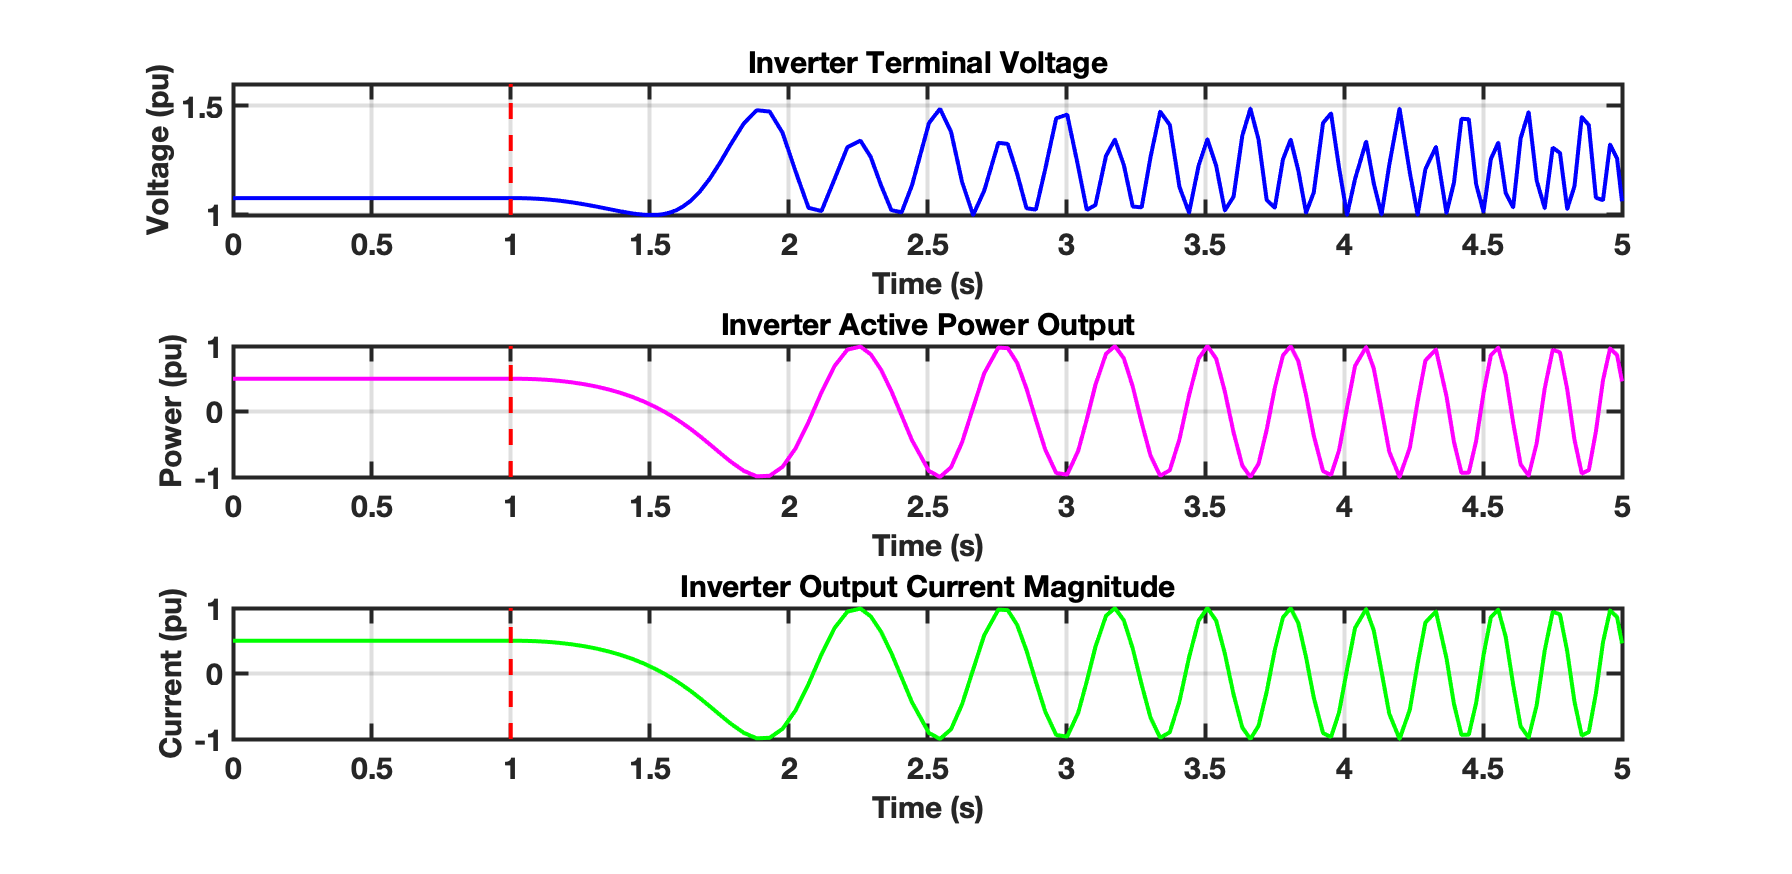 Inverter Terminal Voltage
Voltage (pu)
1.5
1
0 0.5 1 1.5 2 2.5 3 3.5 4 4.5 5
Time (s)
Inverter Active Power Output
Power (pu)
1
0
-1
0 0.5 1 1.5 2 2.5 3 3.5 4 4.5 5
Time (s)
Inverter Output Current Magnitude
Current (pu)
1
0
-1
0 0.5 1 1.5 2 2.5 3 3.5 4 4.5 5
Time (s)